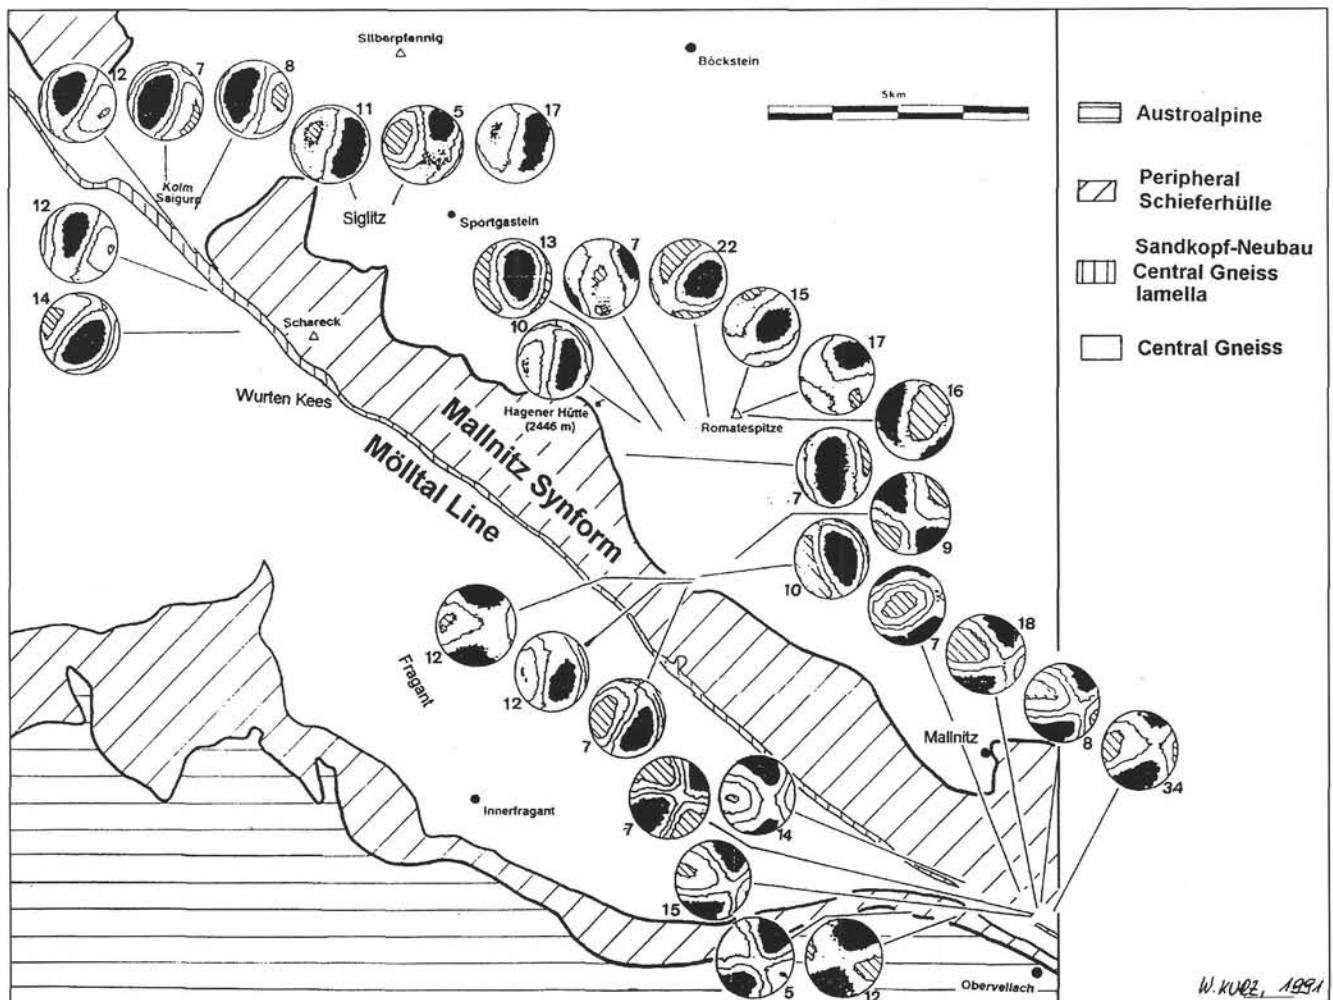 Silberpfennig
Böckstein
5km
12
7
8
11
5
17
Kolm
Saigurn
Siglitz
Sportgastein
12
14
13
7
22
15
17
16
10
Schareck
Wurten Kees
Hagener Hütte
(2446 m)
Romatespitze
Mallnitz Synform
Mölltal Line
7
9
10
7
18
8
34
12
12
7
Fragant
Mallnitz
Innerfragant
7
14
15
5
12
Obervellach
Austroalpine
Peripheral
Schieferhülle
Sandkopf-Neubau
Central Gneiss
lamella
Central Gneiss
W. KURZ, 1991